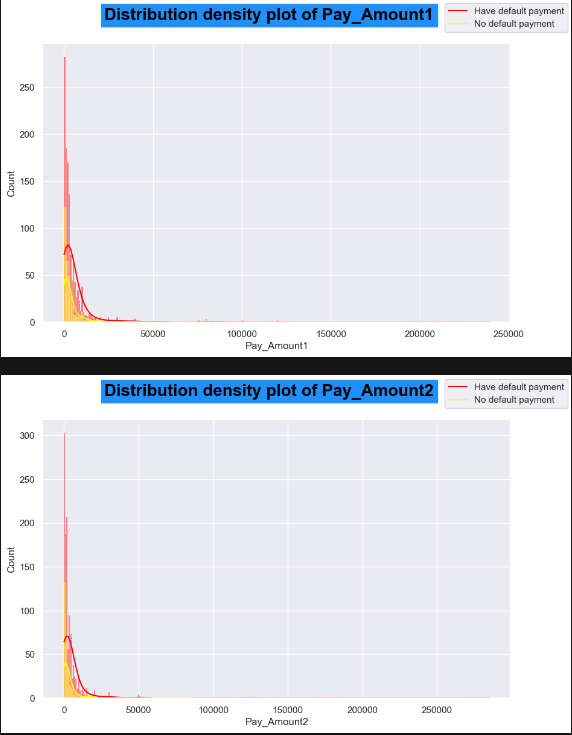 Distribution density plot of Pay_Amount1
Have default payment
No default payment
250
200
150
100
50
0
Count
0 50000 100000 150000 200000 250000
Pay_Amount1
Distribution density plot of Pay_Amount2
Have default payment
No default payment
300
250
200
150
100
50
0
Count
0 50000 100000 150000 200000 250000
Pay_Amount2